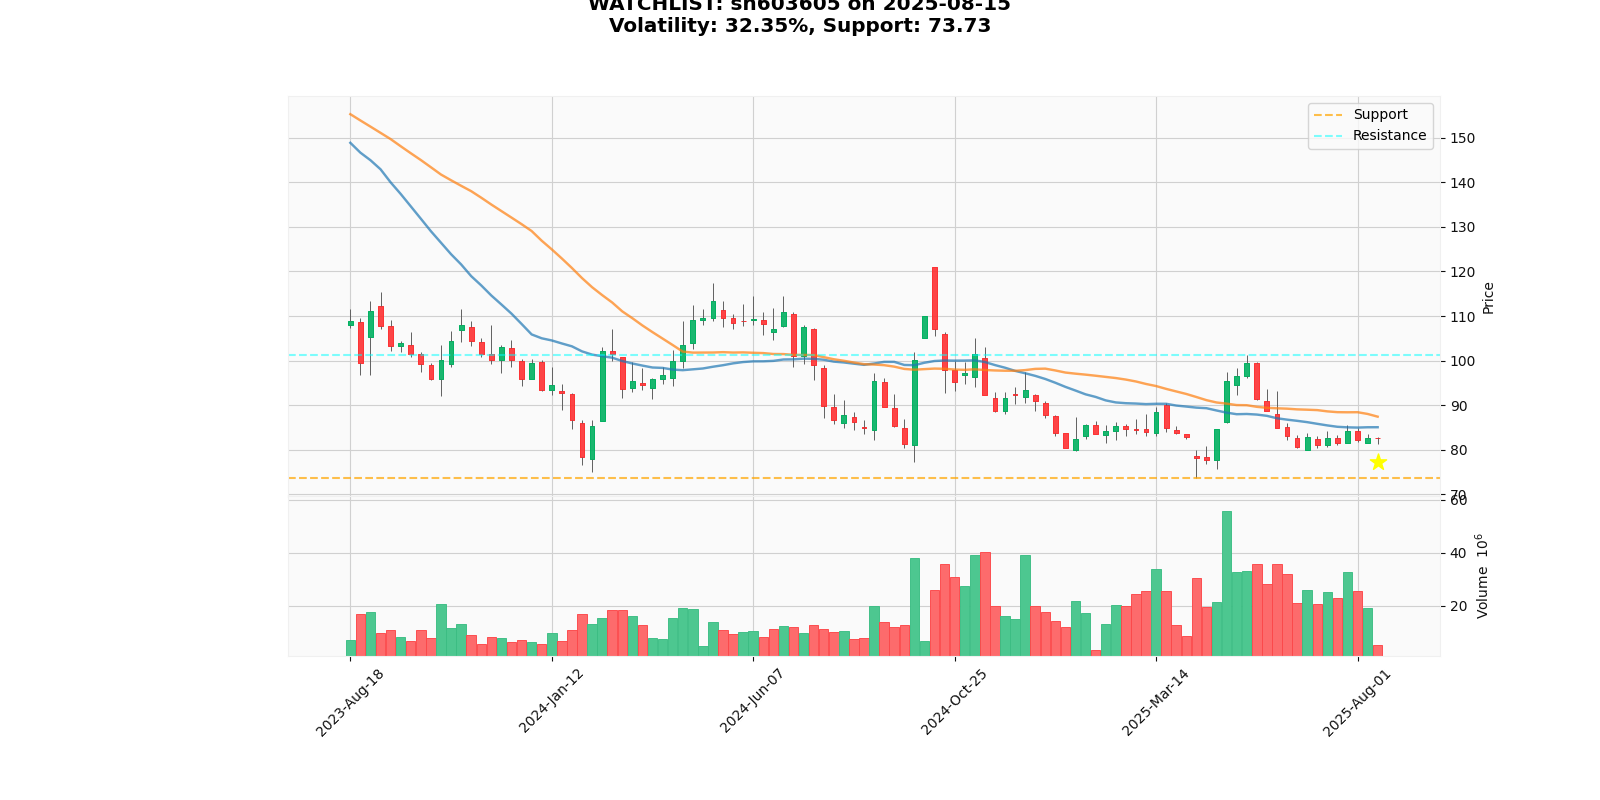 WATCHLIST: sh603605 on 2025-08-15
Volatility: 32.35%, Support: 73.73
Support
Resistance
150
140
130
120
110
100
90
80
70
Price
60
40
20
Volume 10^6
2023-Aug-18
2024-Jan-12
2024-Jun-07
2024-Oct-25
2025-Mar-14
2025-Aug-01